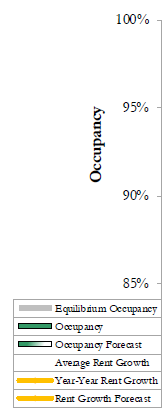 100%
95%
Occupancy
90%
85%
Equilibrium Occupancy
Occupancy
Occupancy Forecast
Average Rent Growth
Year-Year Rent Growth
Rent Growth Forecast